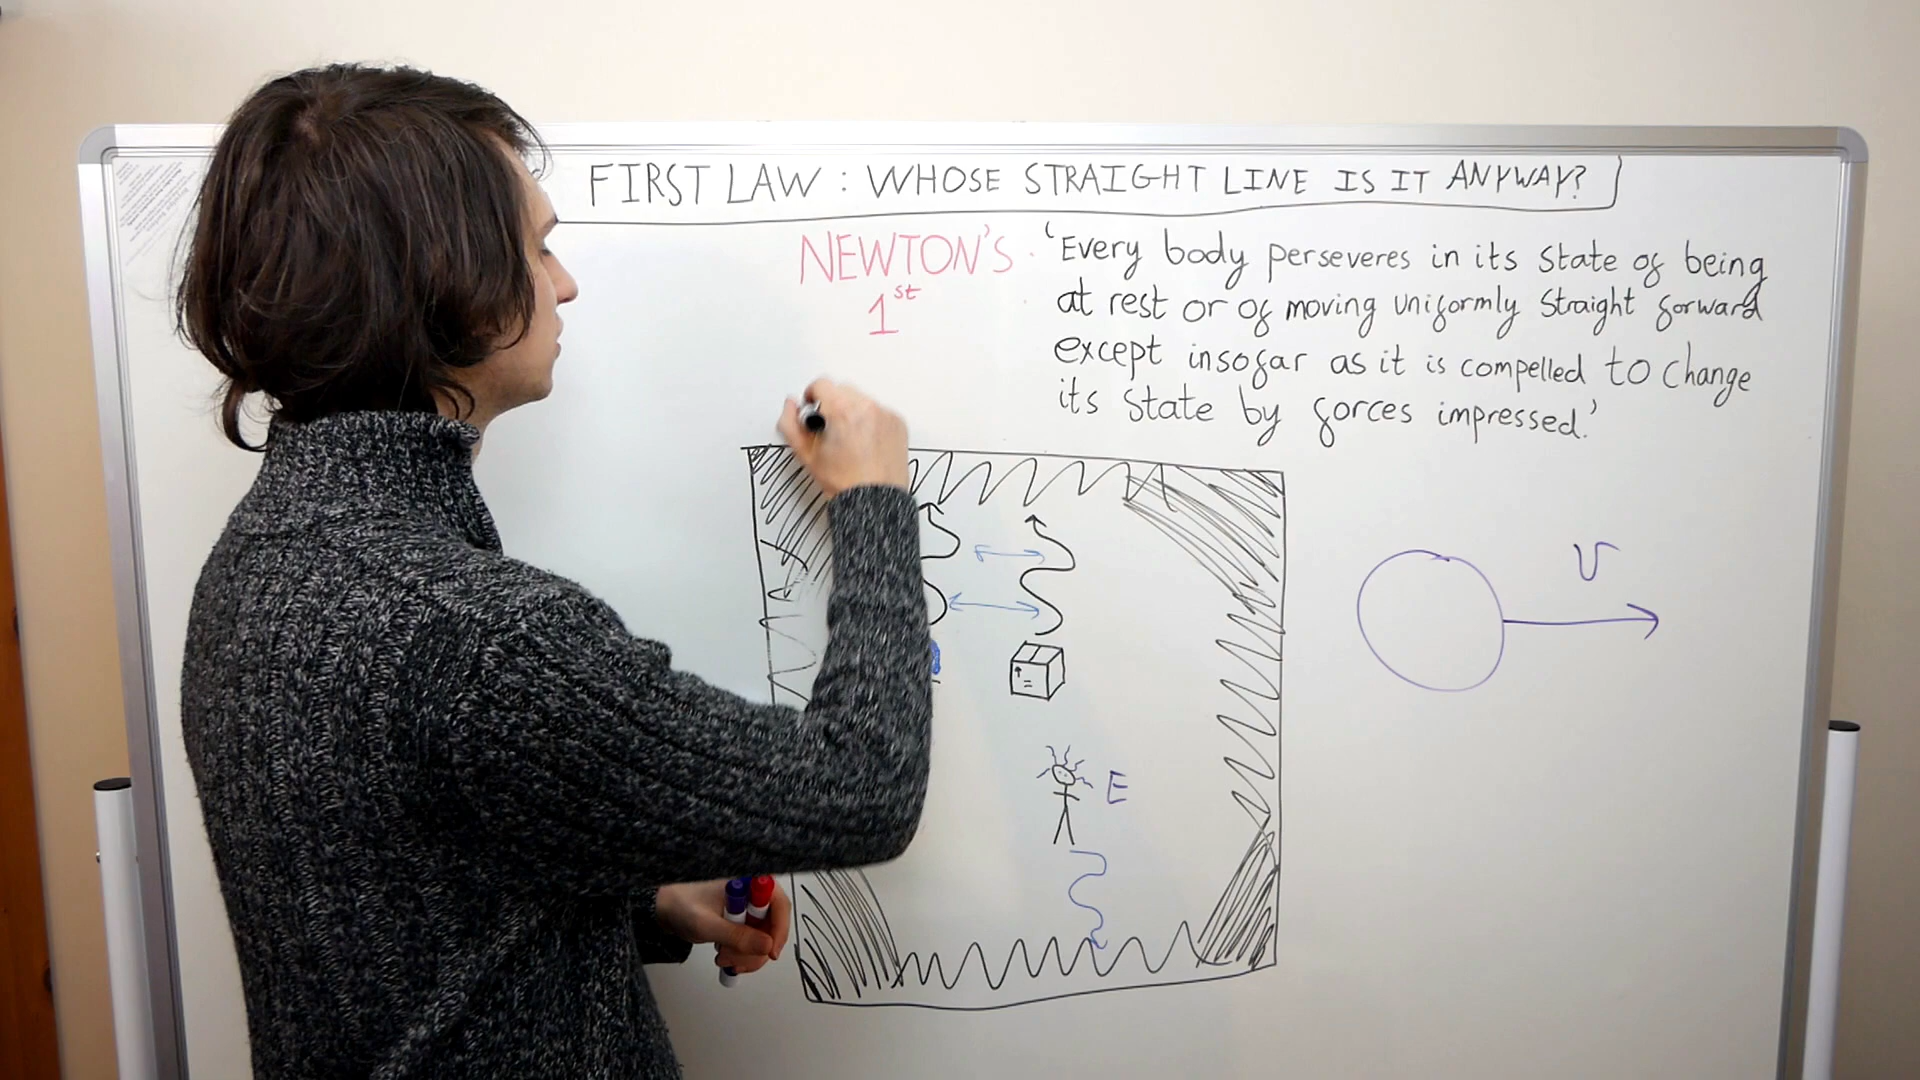 FIRST LAW : WHOSE STRAIGHT LINE IS IT ANYWAY?
NEWTON'S
1st
'Every body perseveres in its state of being
at rest or of moving uniformly straight forward
except insofar as it is compelled to change
its state by forces impressed.'
v
E